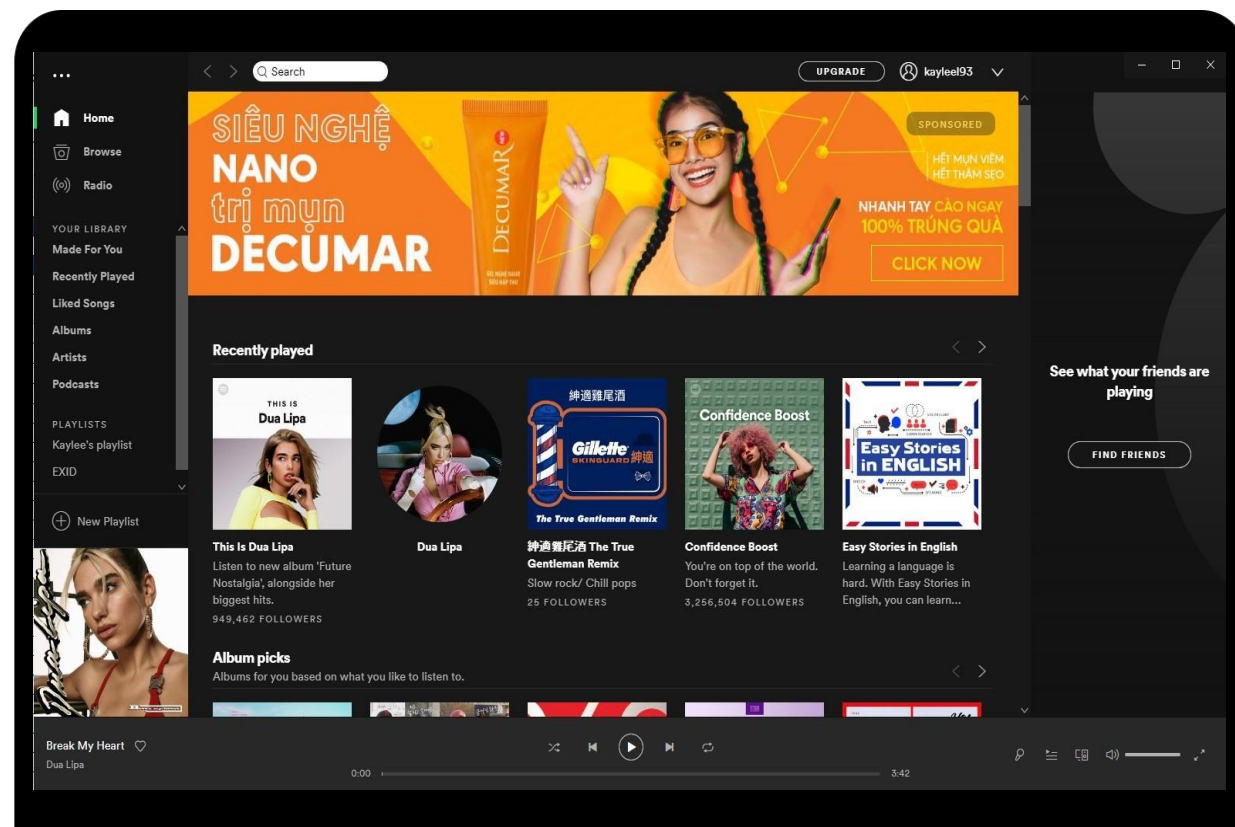 Search
UPGRADE
kayleel93
Home
Browse
Radio
YOUR LIBRARY
Made For You
Recently Played
Liked Songs
Albums
Artists
Podcasts
PLAYLISTS
Kaylee's playlist
EXID
New Playlist
SIÊU NGHỆ
NANO
trị mụn
DECUMAR
DECUMAR
SPONSORED
HẾT MỤN VIÊM
HẾT THÂM SẸO
NHANH TAY CÀO NGAY
100% TRÚNG QUÀ
CLICK NOW
Recently played
THIS IS
Dua Lipa
紳適雞尾酒
Gillette
SKINGUARD 紳適
The True Gentleman Remix
Confidence Boost
Easy Stories
in ENGLISH
This Is Dua Lipa
Listen to new album 'Future
Nostalgia', alongside her
biggest hits.
949,462 FOLLOWERS
Dua Lipa
紳適雞尾酒 The True
Gentleman Remix
Slow rock/ Chill pops
25 FOLLOWERS
Confidence Boost
You're on top of the world.
Don't forget it.
3,256,504 FOLLOWERS
Easy Stories in English
Learning a language is
hard. With Easy Stories in
English, you can learn...
Album picks
Albums for you based on what you like to listen to.
See what your friends are
playing
FIND FRIENDS
Break My Heart
Dua Lipa
0:00
3:42